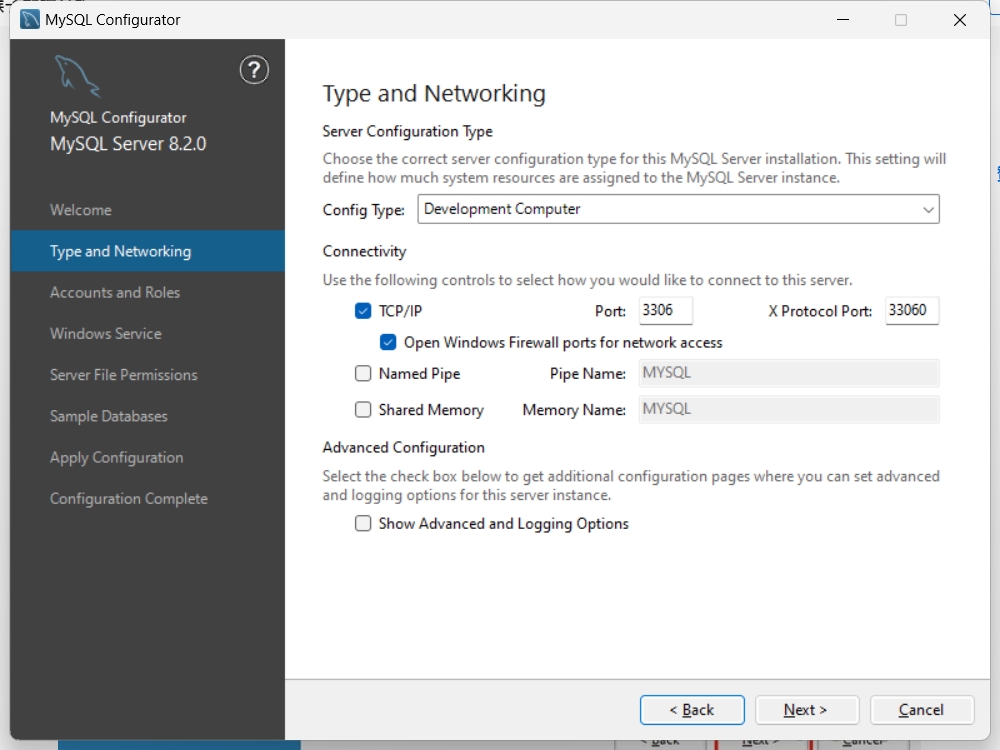 MySQL Configurator
MySQL Configurator
MySQL Server 8.2.0
Welcome
Type and Networking
Accounts and Roles
Windows Service
Server File Permissions
Sample Databases
Apply Configuration
Configuration Complete
Type and Networking
Server Configuration Type
Choose the correct server configuration type for this MySQL Server installation. This setting will
define how much system resources are assigned to the MySQL Server instance.
Config Type: Development Computer
Connectivity
Use the following controls to select how you would like to connect to this server.
TCP/IP Port: 3306 X Protocol Port: 33060
Open Windows Firewall ports for network access
Named Pipe Pipe Name: MYSQL
Shared Memory Memory Name: MYSQL
Advanced Configuration
Select the check box below to get additional configuration pages where you can set advanced
and logging options for this server instance.
Show Advanced and Logging Options
< Back Next > Cancel
< Back Next > Cancel